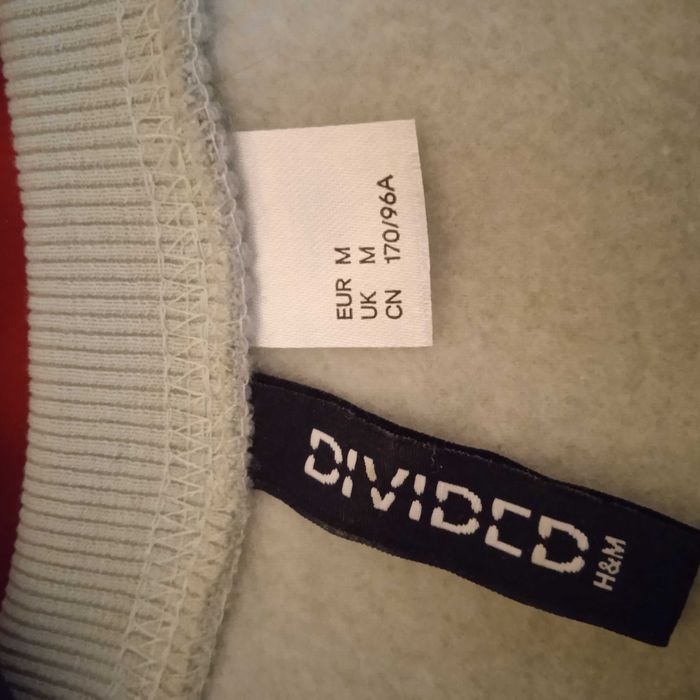 EUR M
UK M
CN 170/96A
DIVIDED
H&M